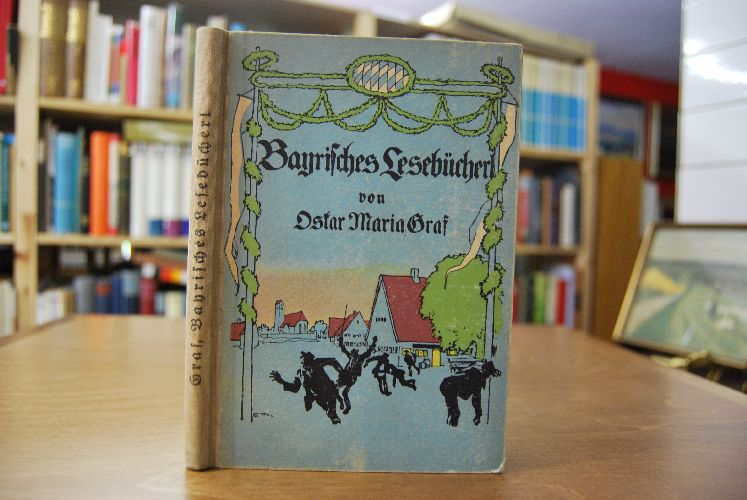 Bayrisches Lesebücherl
von
Oskar Maria Graf
Graf, Bayrisches Lesebücherl